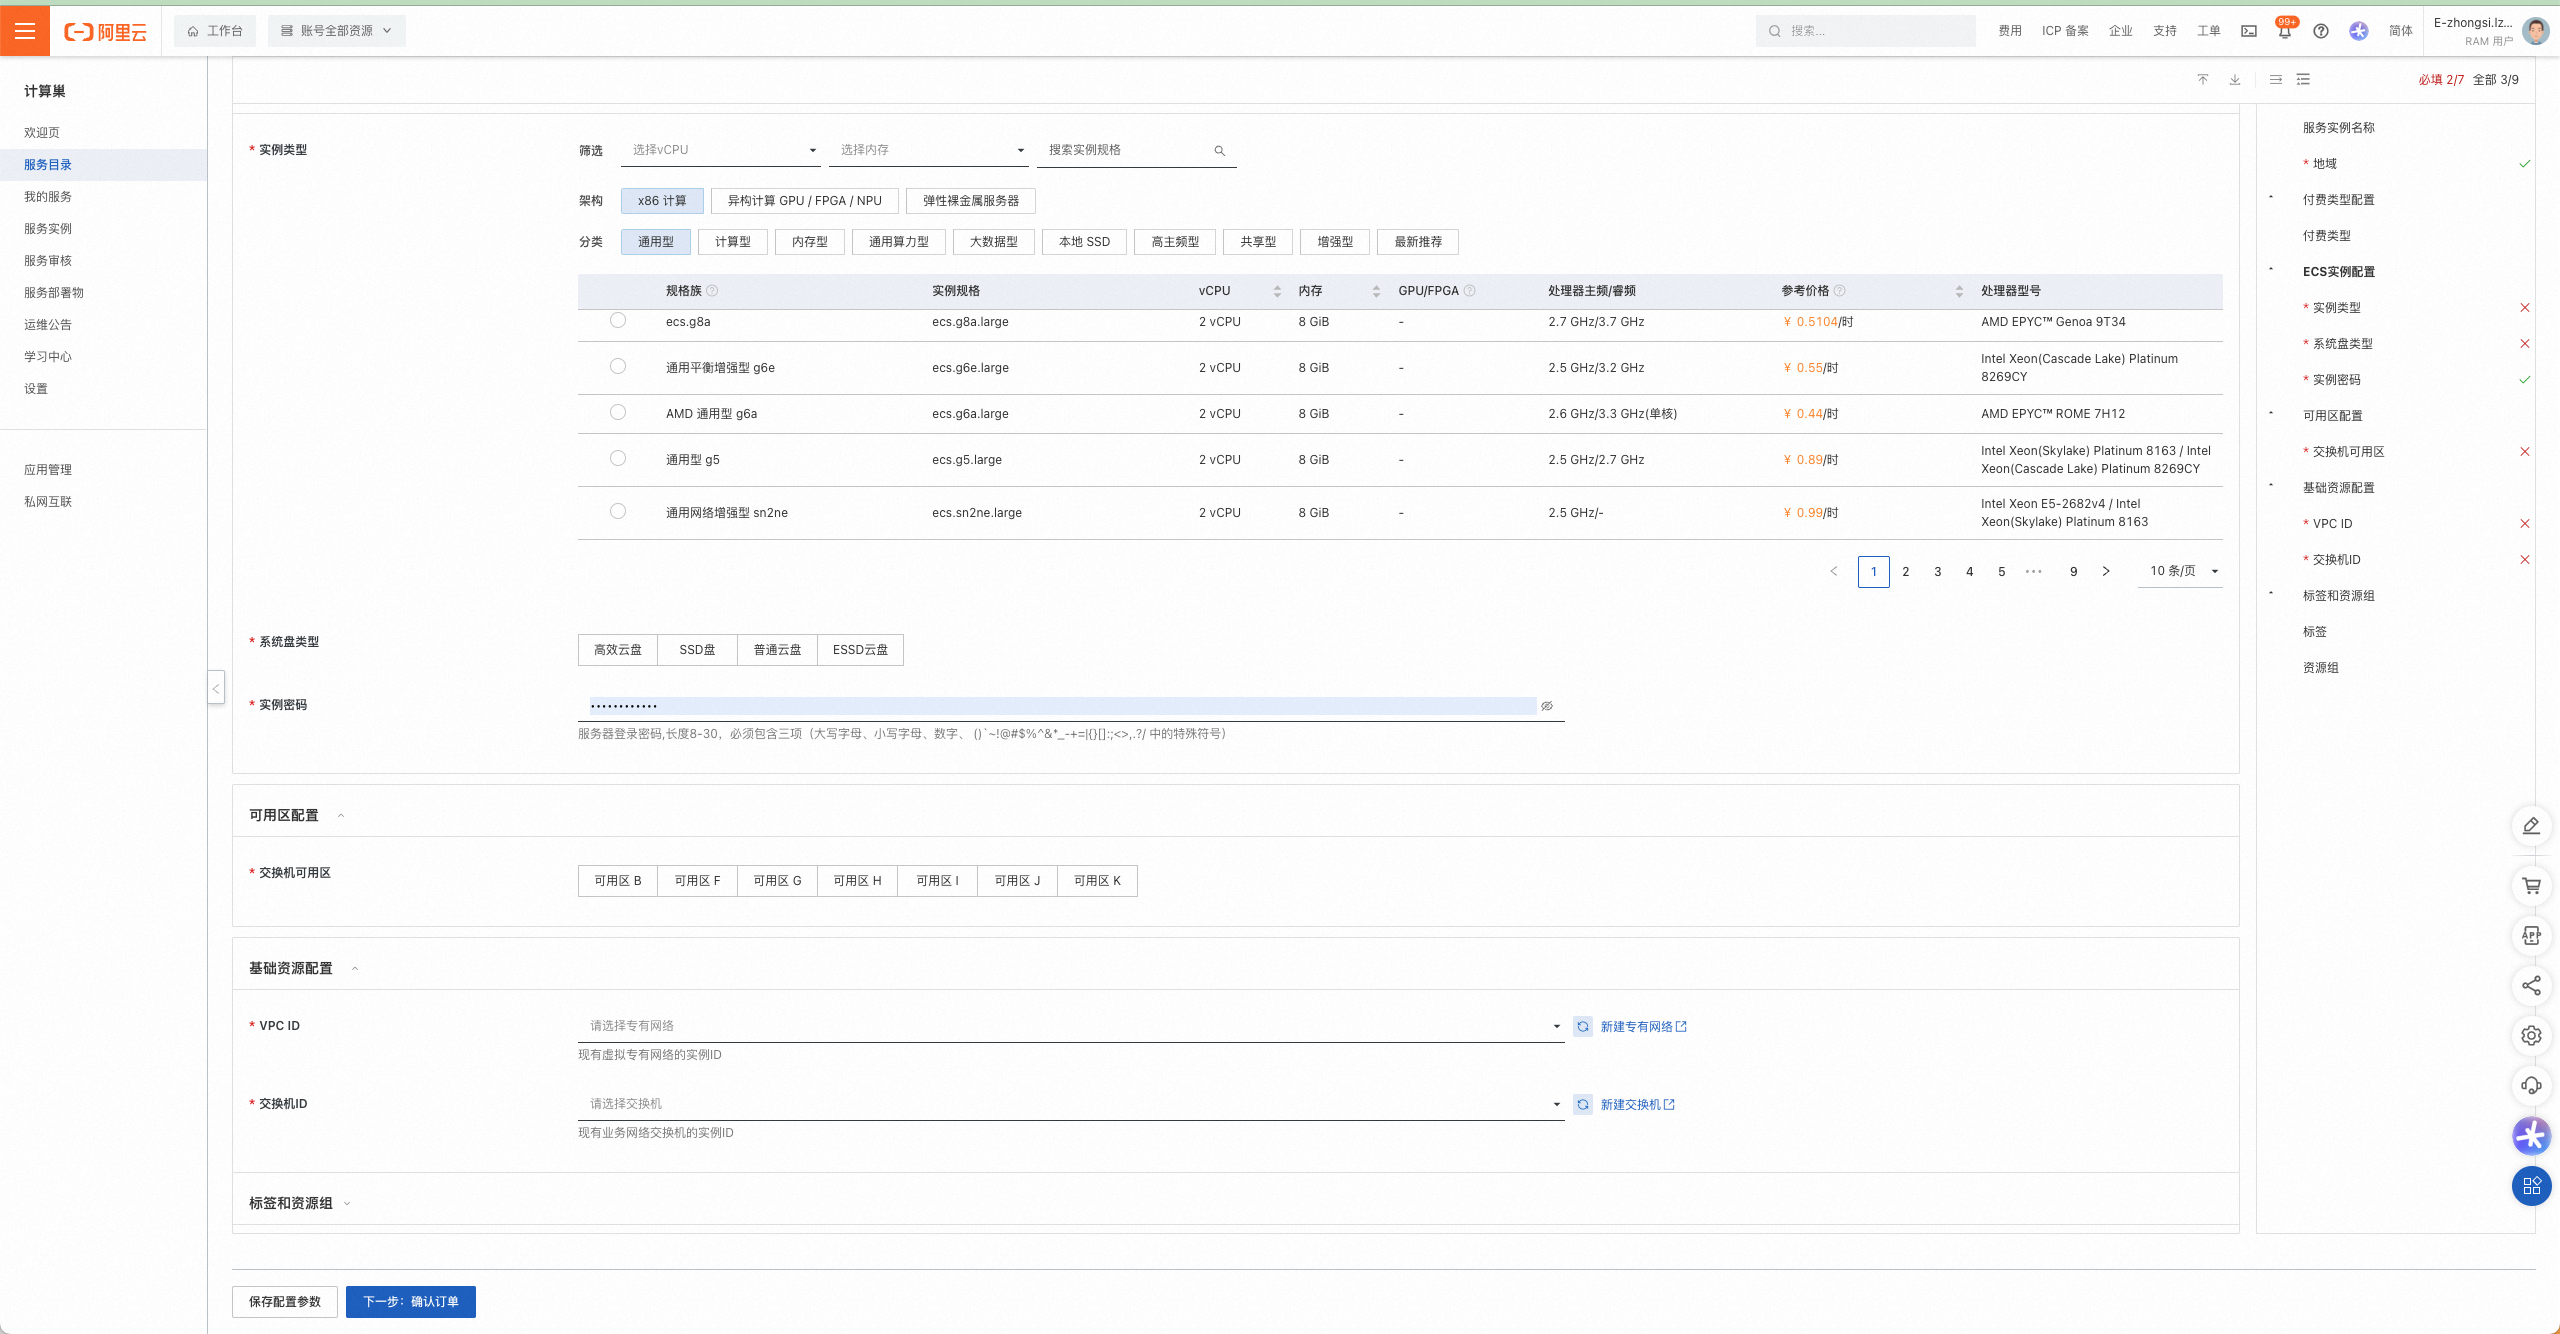 阿里云
工作台
账号全部资源
搜索...
费用
ICP 备案
企业
支持
工单
99+
简体
E-zhongsi.lz...
RAM 用户
计算巢
欢迎页
服务目录
我的服务
服务实例
服务审核
服务部署物
运维公告
学习中心
设置
应用管理
私网互联
必填 2/7 全部 3/9
* 实例类型
筛选 选择vCPU 选择内存 搜索实例规格
架构 x86 计算 异构计算 GPU / FPGA / NPU 弹性裸金属服务器
分类 通用型 计算型 内存型 通用算力型 大数据型 本地 SSD 高主频型 共享型 增强型 最新推荐
规格族 实例规格 vCPU 内存 GPU/FPGA 处理器主频/睿频 参考价格 处理器型号
ecs.g8a ecs.g8a.large 2 vCPU 8 GiB - 2.7 GHz/3.7 GHz ¥ 0.5104/时 AMD EPYC™ Genoa 9T34
通用平衡增强型 g6e ecs.g6e.large 2 vCPU 8 GiB - 2.5 GHz/3.2 GHz ¥ 0.55/时 Intel Xeon(Cascade Lake) Platinum
8269CY
AMD 通用型 g6a ecs.g6a.large 2 vCPU 8 GiB - 2.6 GHz/3.3 GHz(单核) ¥ 0.44/时 AMD EPYC™ ROME 7H12
通用型 g5 ecs.g5.large 2 vCPU 8 GiB - 2.5 GHz/2.7 GHz ¥ 0.89/时 Intel Xeon(Skylake) Platinum 8163 / Intel
Xeon(Cascade Lake) Platinum 8269CY
通用网络增强型 sn2ne ecs.sn2ne.large 2 vCPU 8 GiB - 2.5 GHz/- ¥ 0.99/时 Intel Xeon E5-2682v4 / Intel
Xeon(Skylake) Platinum 8163
1 2 3 4 5 ··· 9 10 条/页
* 系统盘类型
高效云盘 SSD盘 普通云盘 ESSD云盘
* 实例密码
••••••••••••
服务器登录密码,长度8-30，必须包含三项（大写字母、小写字母、数字、 ()`~!@#$%^&*_-+=|{}[]:;<>,.?/ 中的特殊符号）
可用区配置
* 交换机可用区
可用区 B 可用区 F 可用区 G 可用区 H 可用区 I 可用区 J 可用区 K
基础资源配置
* VPC ID
请选择专有网络
新建专有网络
现有虚拟专有网络的实例ID
* 交换机ID
请选择交换机
新建交换机
现有业务网络交换机的实例ID
标签和资源组
保存配置参数
下一步：确认订单
服务实例名称
* 地域
付费类型配置
付费类型
ECS实例配置
* 实例类型
* 系统盘类型
* 实例密码
可用区配置
* 交换机可用区
基础资源配置
* VPC ID
* 交换机ID
标签和资源组
标签
资源组
APP